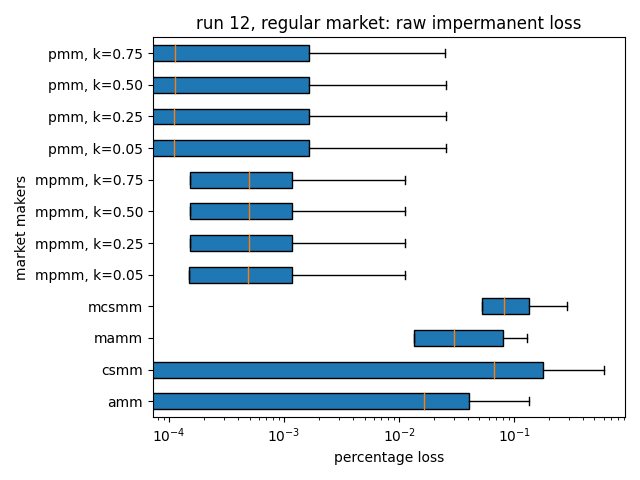 run 12, regular market: raw impermanent loss
market makers
pmm, k=0.75
pmm, k=0.50
pmm, k=0.25
pmm, k=0.05
mpmm, k=0.75
mpmm, k=0.50
mpmm, k=0.25
mpmm, k=0.05
mcsmm
mamm
csmm
amm
10⁻⁴ 10⁻³ 10⁻² 10⁻¹
percentage loss